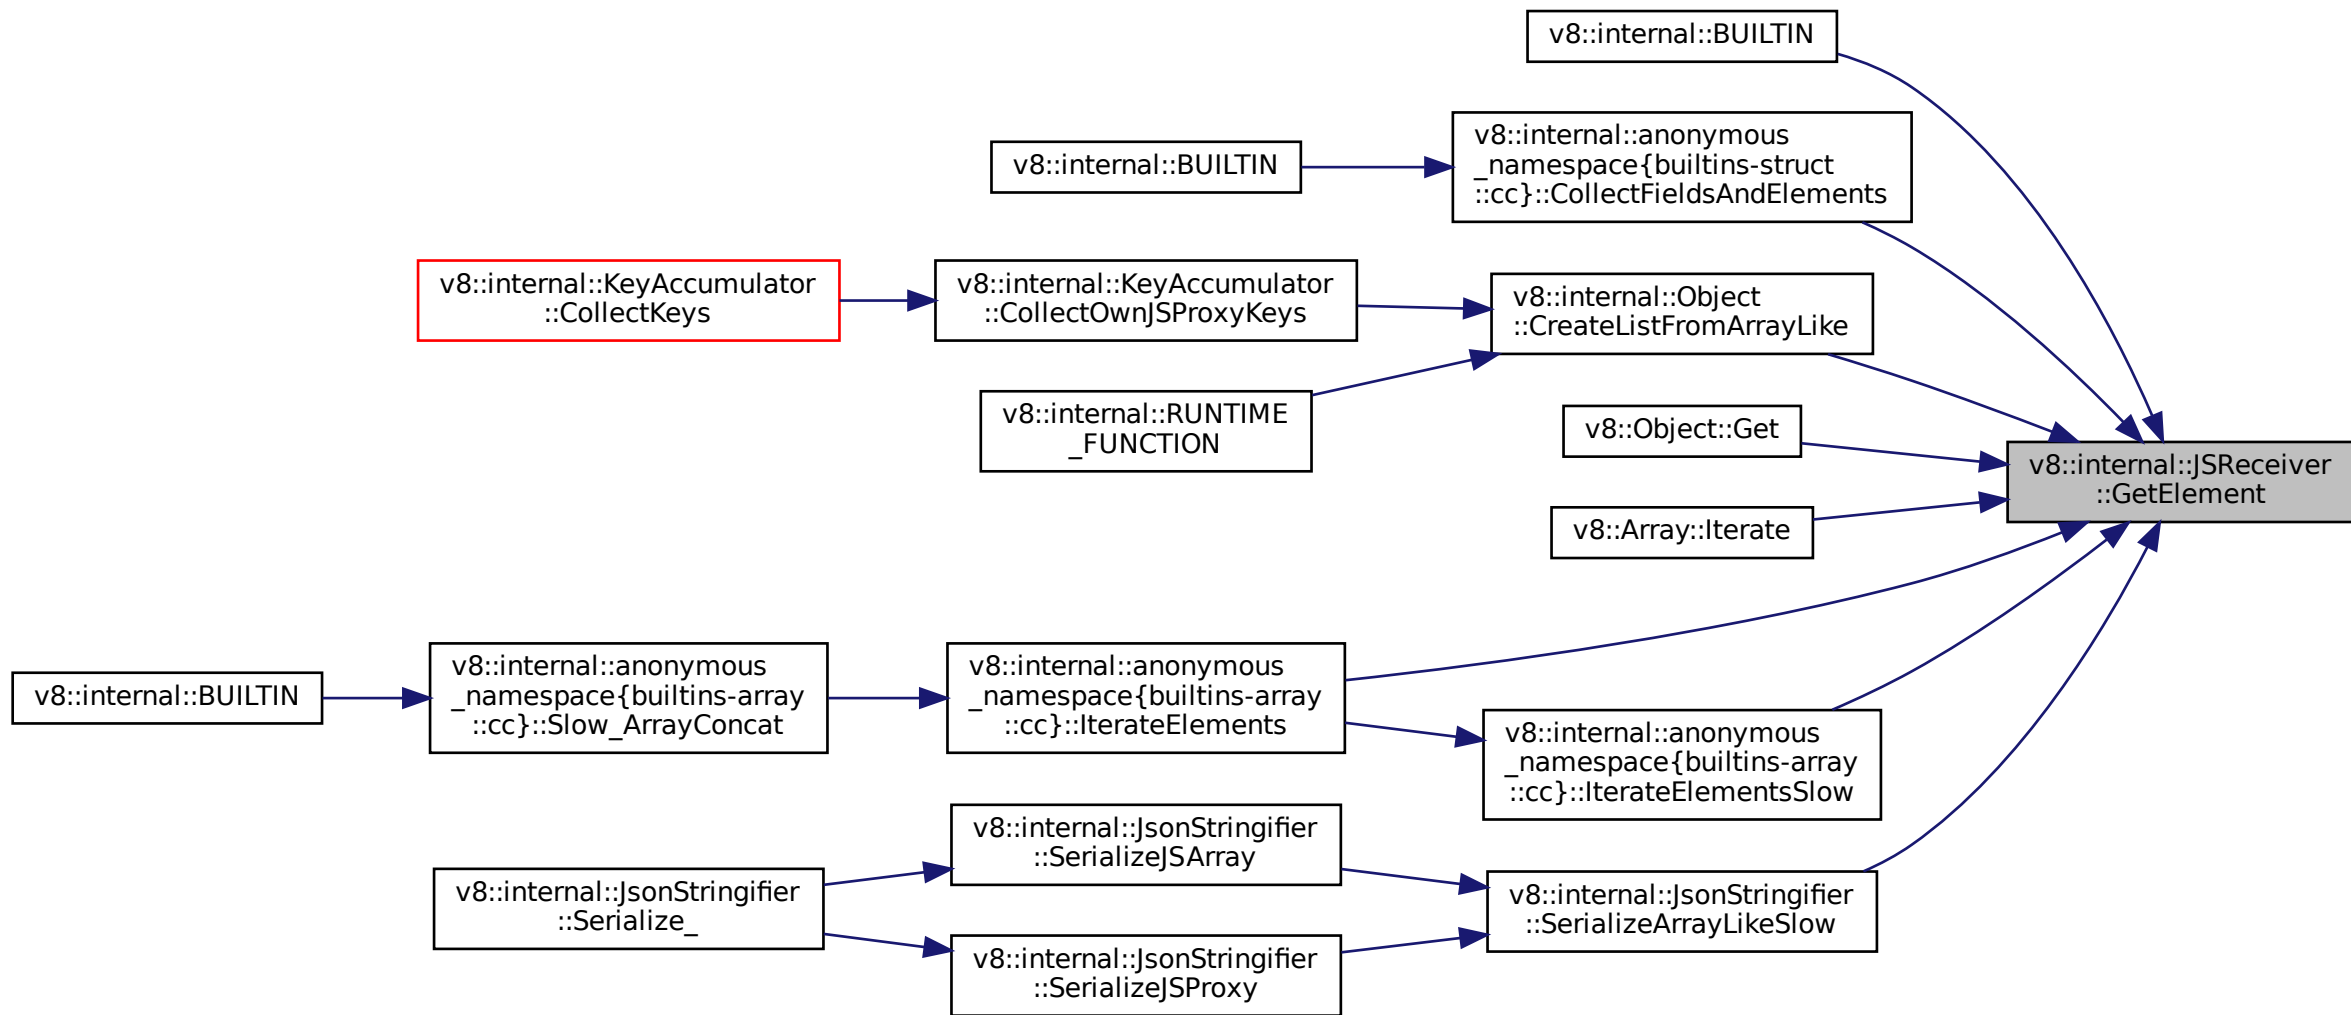 v8::internal::BUILTIN
v8::internal::anonymous
_namespace{builtins-struct
::cc}::CollectFieldsAndElements
v8::internal::BUILTIN
v8::internal::KeyAccumulator
::CollectKeys
v8::internal::KeyAccumulator
::CollectOwnJSProxyKeys
v8::internal::Object
::CreateListFromArrayLike
v8::internal::RUNTIME
_FUNCTION
v8::Object::Get
v8::internal::JSReceiver
::GetElement
v8::Array::Iterate
v8::internal::BUILTIN
v8::internal::anonymous
_namespace{builtins-array
::cc}::Slow_ArrayConcat
v8::internal::anonymous
_namespace{builtins-array
::cc}::IterateElements
v8::internal::anonymous
_namespace{builtins-array
::cc}::IterateElementsSlow
v8::internal::JsonStringifier
::SerializeJSArray
v8::internal::JsonStringifier
::Serialize_
v8::internal::JsonStringifier
::SerializeArrayLikeSlow
v8::internal::JsonStringifier
::SerializeJSProxy